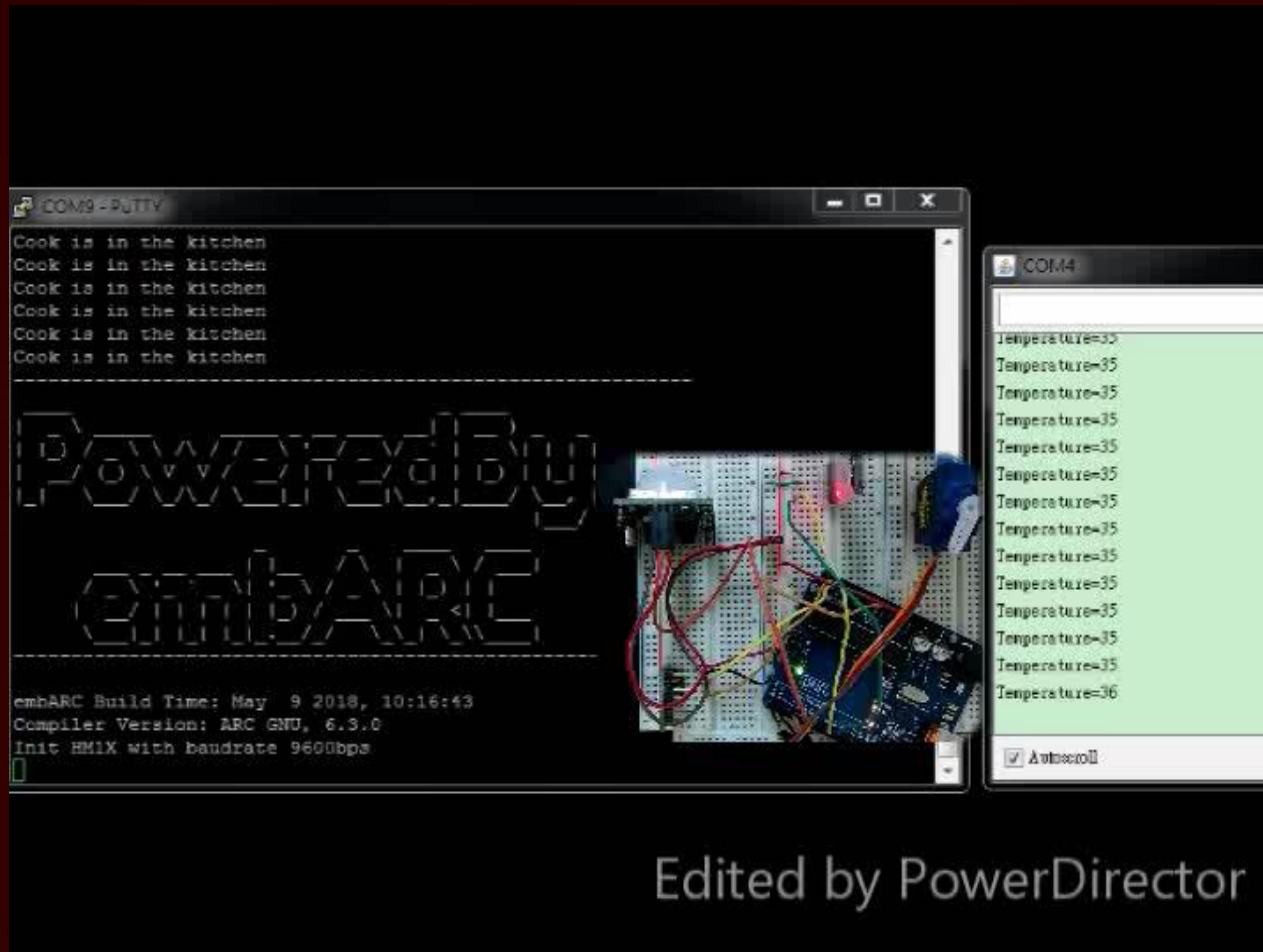 COM9 - PuTTY
Cook is in the kitchen
Cook is in the kitchen
Cook is in the kitchen
Cook is in the kitchen
Cook is in the kitchen
Cook is in the kitchen
PoweredBy
embARC
embARC Build Time: May  9 2018, 10:16:43
Compiler Version: ARC GNU, 6.3.0
Init HM1X with baudrate 9600bps
COM4
Temperature=35
Temperature=35
Temperature=35
Temperature=35
Temperature=35
Temperature=35
Temperature=35
Temperature=35
Temperature=35
Temperature=35
Temperature=35
Temperature=35
Temperature=35
Temperature=36
Autoscroll
Edited by PowerDirector